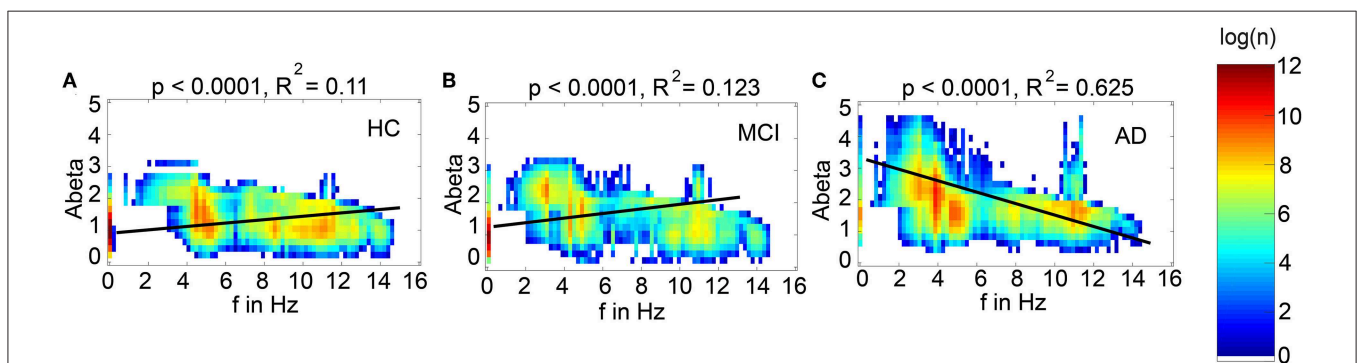 A
p < 0.0001, R² = 0.11
HC
Abeta
5
4
3
2
1
0
0 2 4 6 8 10 12 14 16
f in Hz
B
p < 0.0001, R² = 0.123
MCI
Abeta
5
4
3
2
1
0
0 2 4 6 8 10 12 14 16
f in Hz
C
p < 0.0001, R² = 0.625
AD
Abeta
5
4
3
2
1
0
0 2 4 6 8 10 12 14 16
f in Hz
log(n)
12
10
8
6
4
2
0